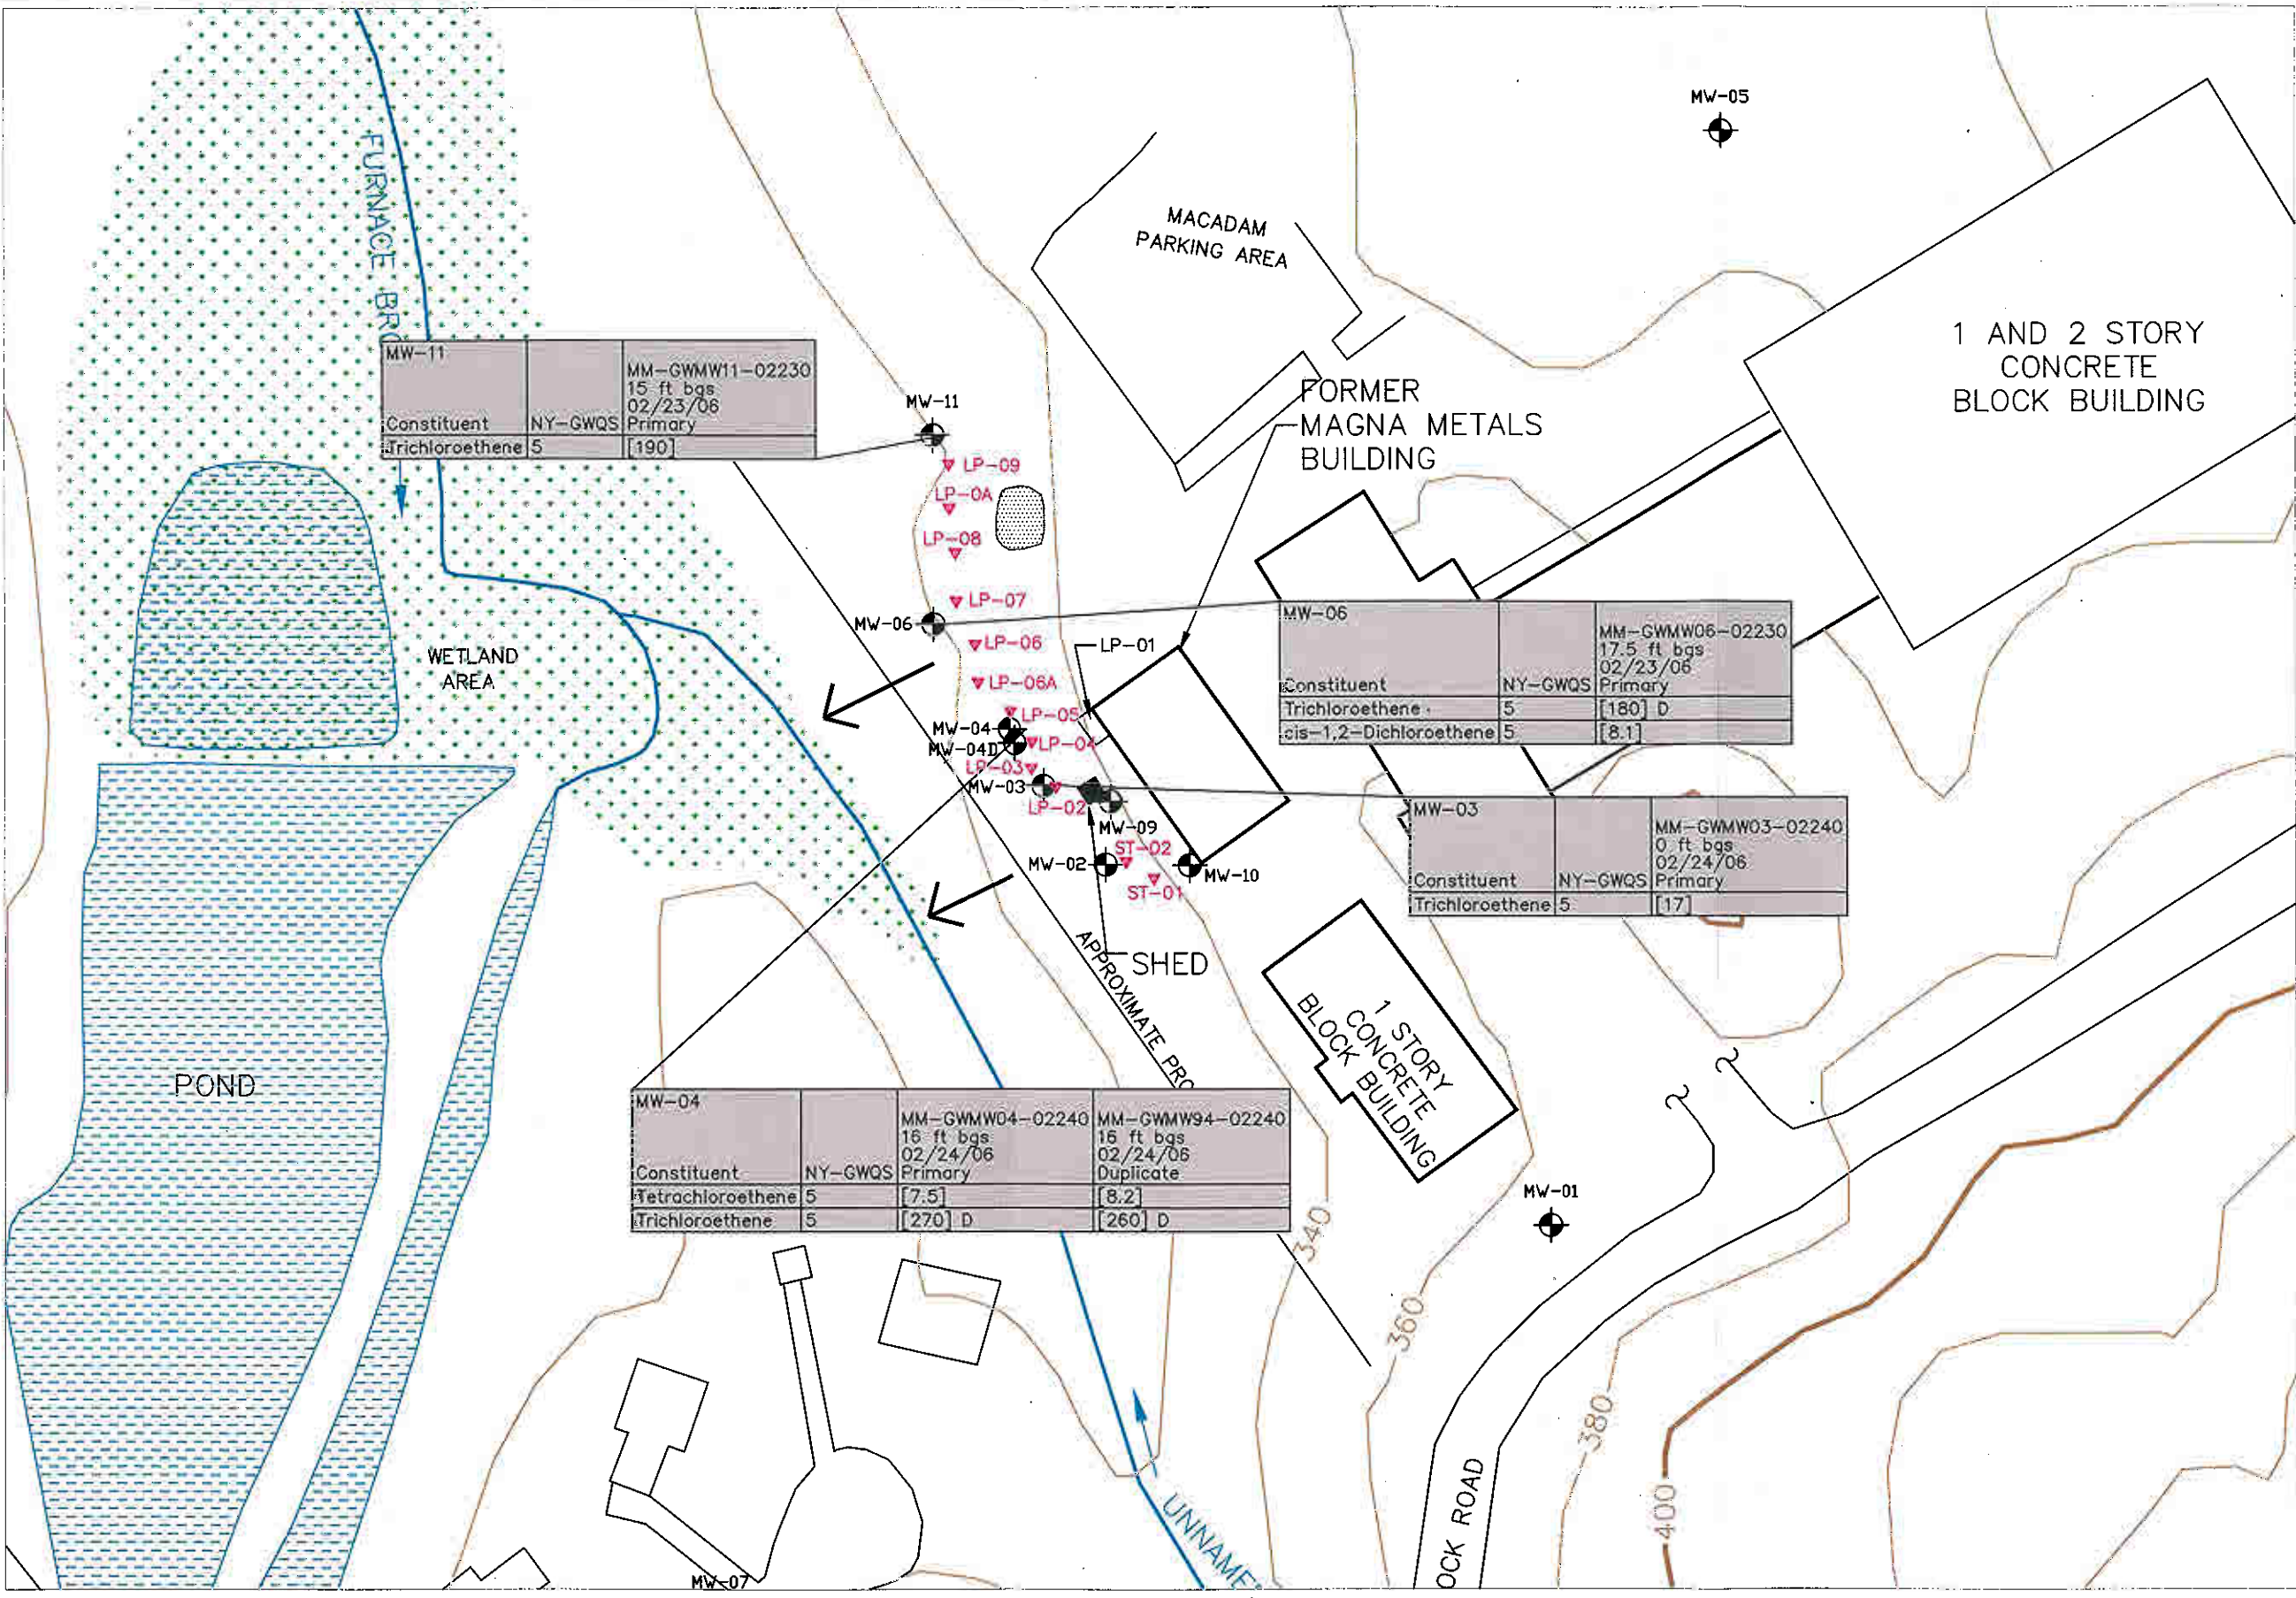 MW-05
MACADAM
PARKING AREA
FURNACE BRO
1 AND 2 STORY
CONCRETE
BLOCK BUILDING
MW-11
MM-GWMW11-02230
15 ft bgs
02/23/06
Constituent NY-GWQS Primary
Trichloroethene 5 [190]
MW-11
FORMER
MAGNA METALS
BUILDING
LP-09
LP-0A
LP-08
LP-07
MW-06
LP-06
LP-01
LP-06A
WETLAND
AREA
MW-06
MM-GWMW06-02230
17.5 ft bgs
02/23/06
Constituent NY-GWQS Primary
Trichloroethene 5 [180] D
cis-1,2-Dichloroethene 5 [8.1]
LP-05
MW-04
MW-04D
LP-04
LP-03
MW-03
LP-02
MW-09
MW-03
MM-GWMW03-02240
0 ft bgs
02/24/06
Constituent NY-GWQS Primary
Trichloroethene 5 [17]
ST-02
MW-02
MW-10
ST-01
SHED
APPROXIMATE PRO
1 STORY
CONCRETE
BLOCK BUILDING
POND
MW-04
MM-GWMW04-02240 MM-GWMW94-02240
16 ft bgs 16 ft bgs
02/24/06 02/24/06
Constituent NY-GWQS Primary Duplicate
Tetrachloroethene 5 [7.5] [8.2]
Trichloroethene 5 [270] D [260] D
MW-01
340
360
380
400
OCK ROAD
UNNAME
MW-07